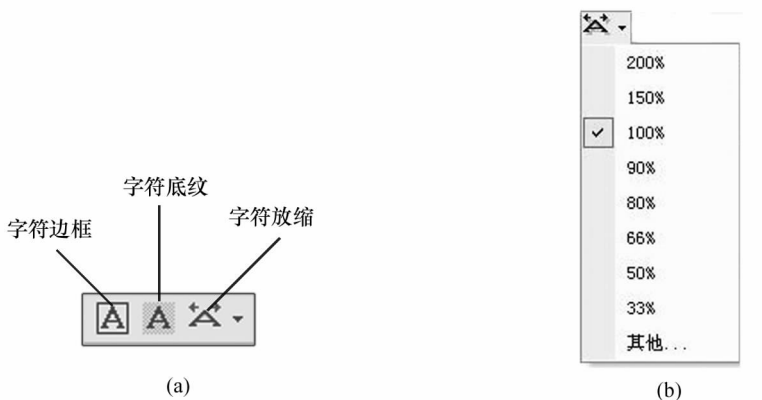 字符底纹
字符边框
字符放缩
A A A
(a)
A
200%
150%
100%
90%
80%
66%
50%
33%
其他...
(b)